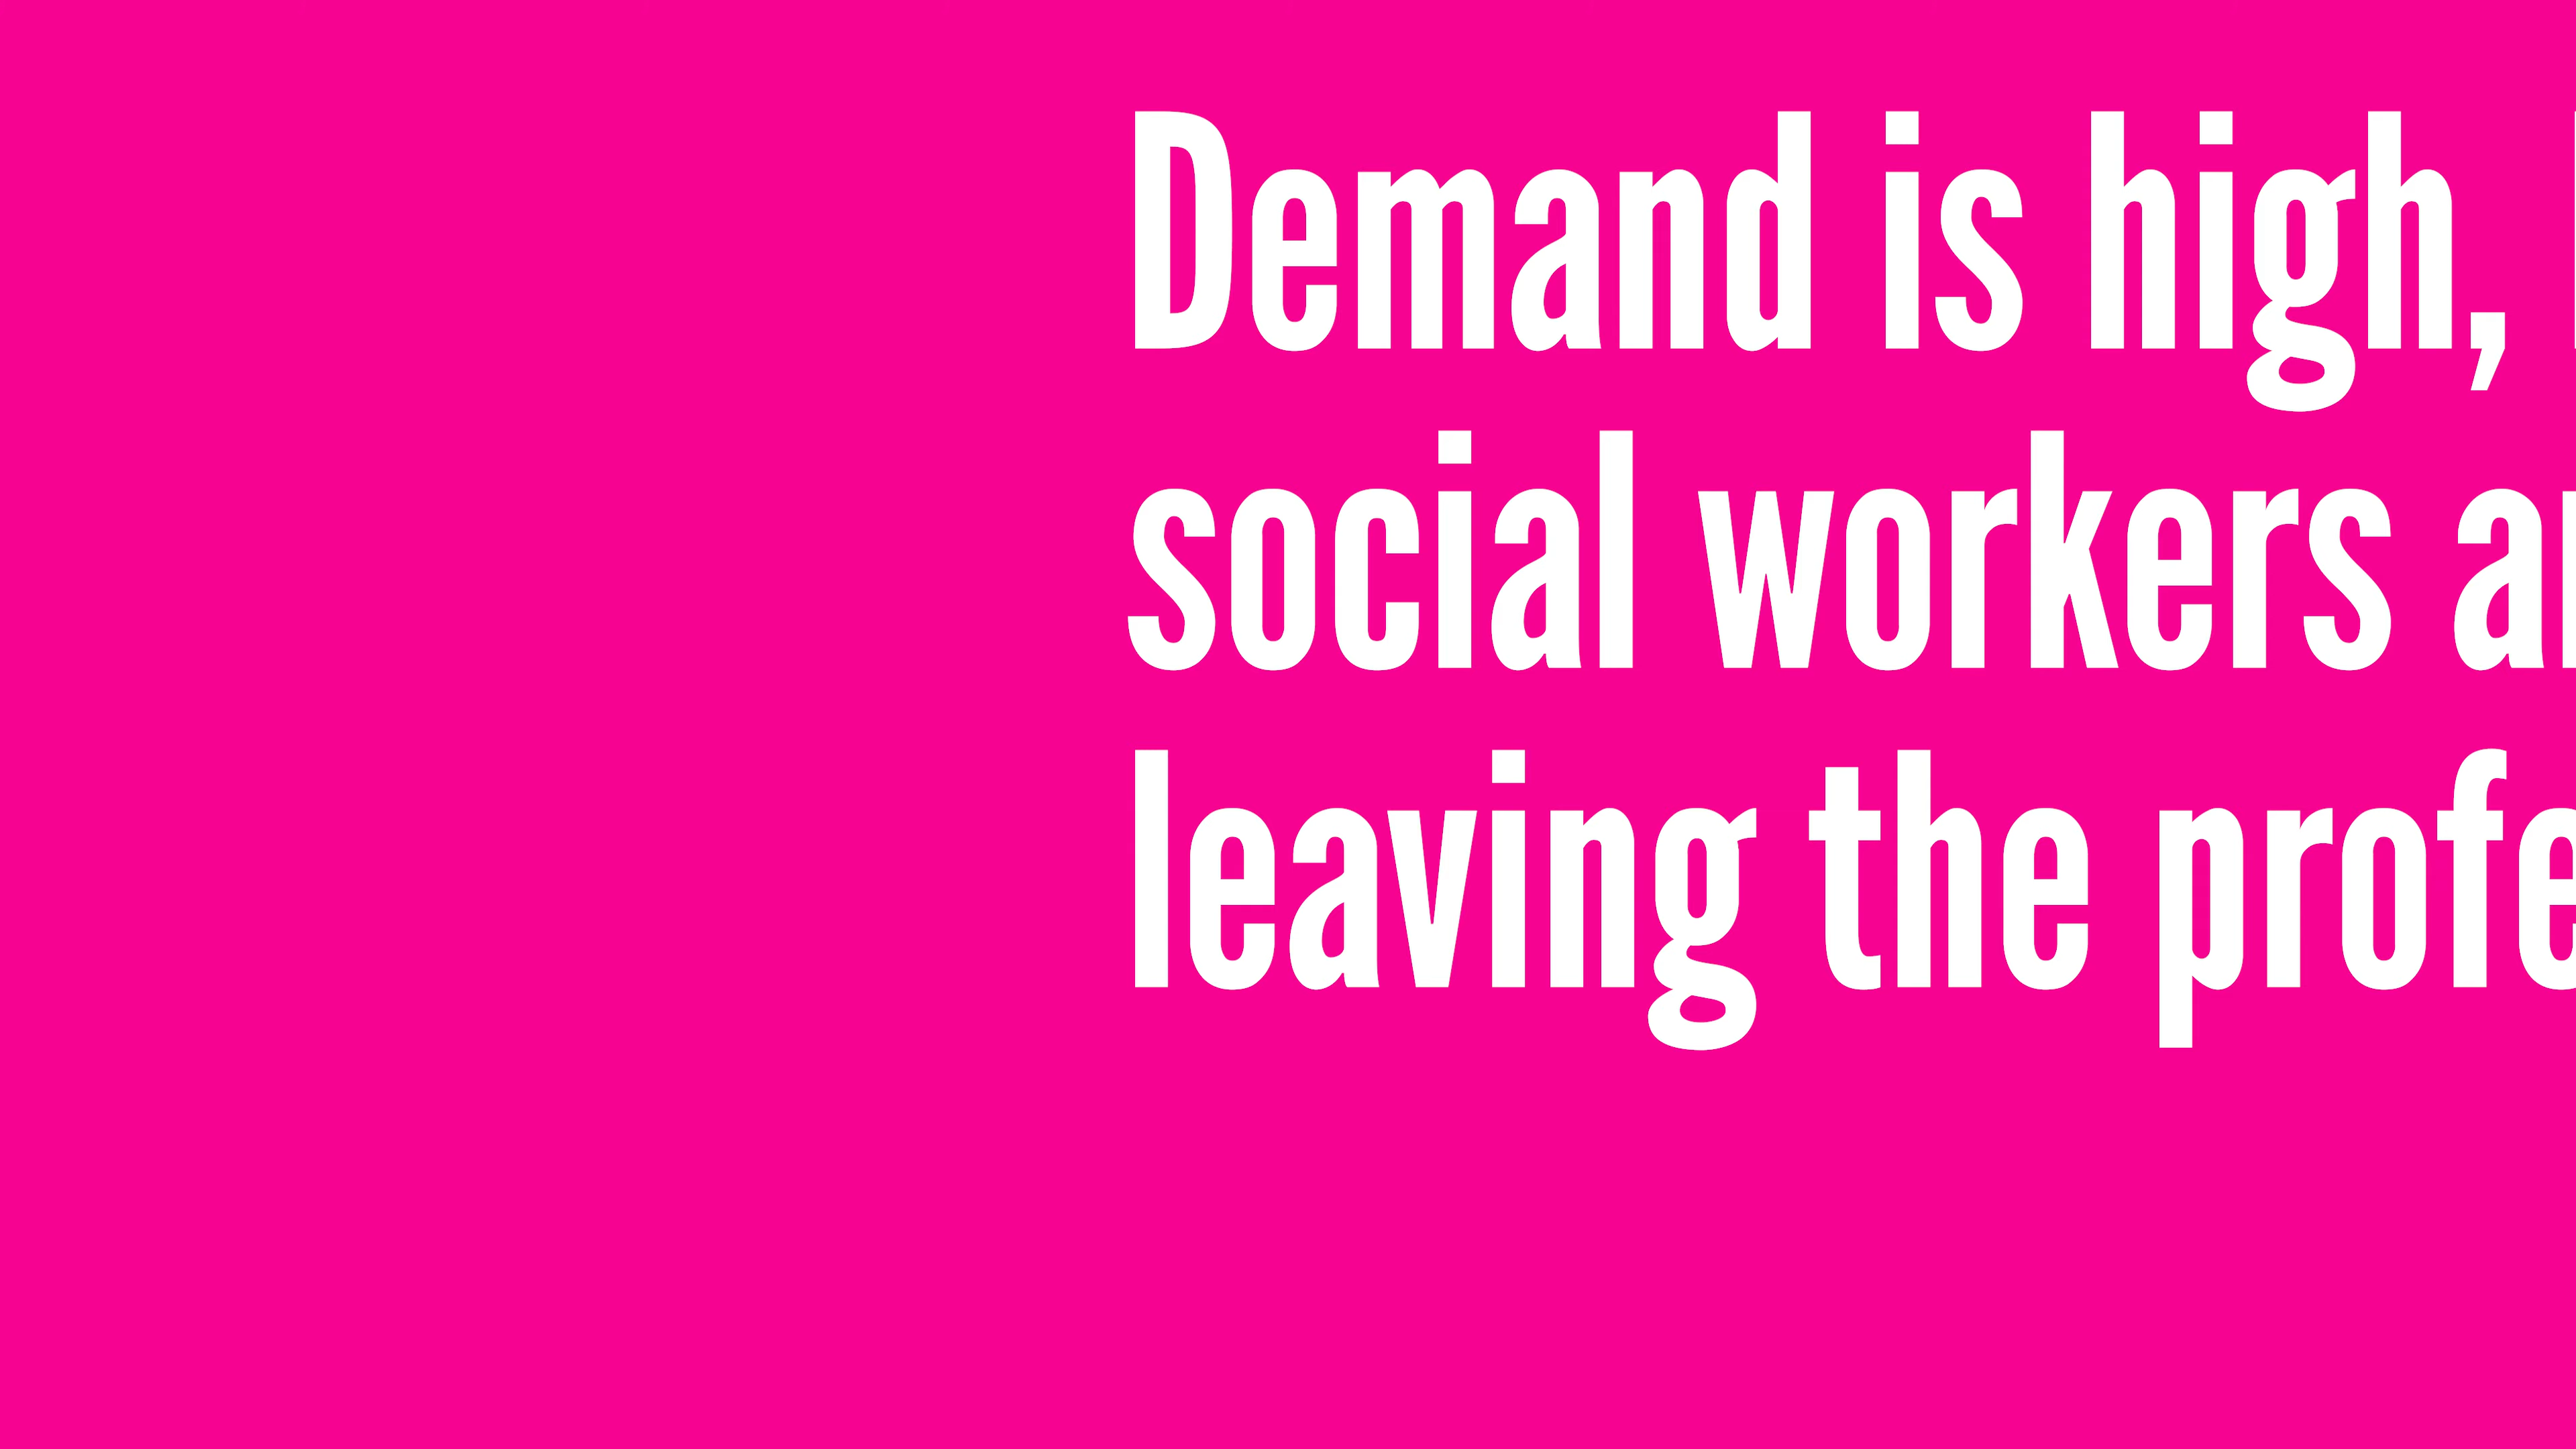 Demand is high,
social workers
leaving the